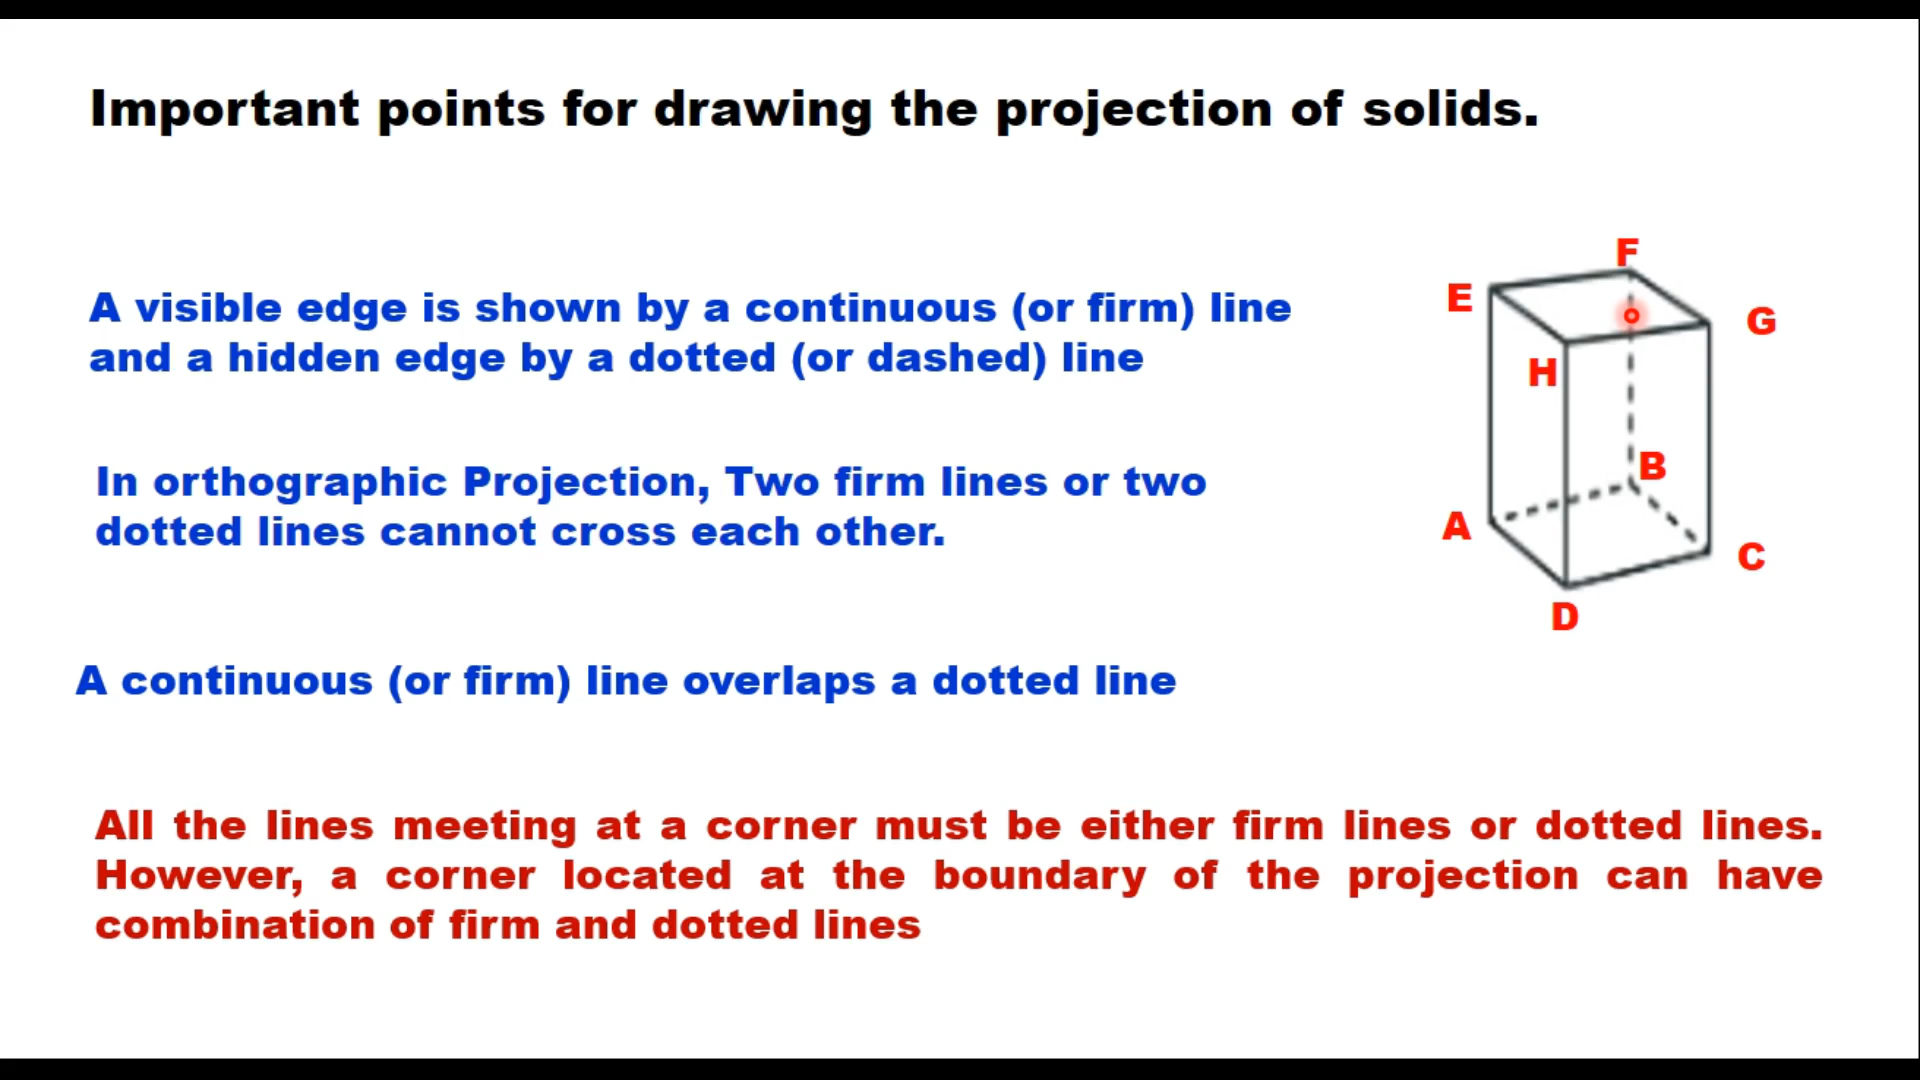 Important points for drawing the projection of solids.
A visible edge is shown by a continuous (or firm) line
and a hidden edge by a dotted (or dashed) line
In orthographic Projection, Two firm lines or two
dotted lines cannot cross each other.
A continuous (or firm) line overlaps a dotted line
All the lines meeting at a corner must be either firm lines or dotted lines.
However, a corner located at the boundary of the projection can have
combination of firm and dotted lines
F
E
G
H
B
A
C
D